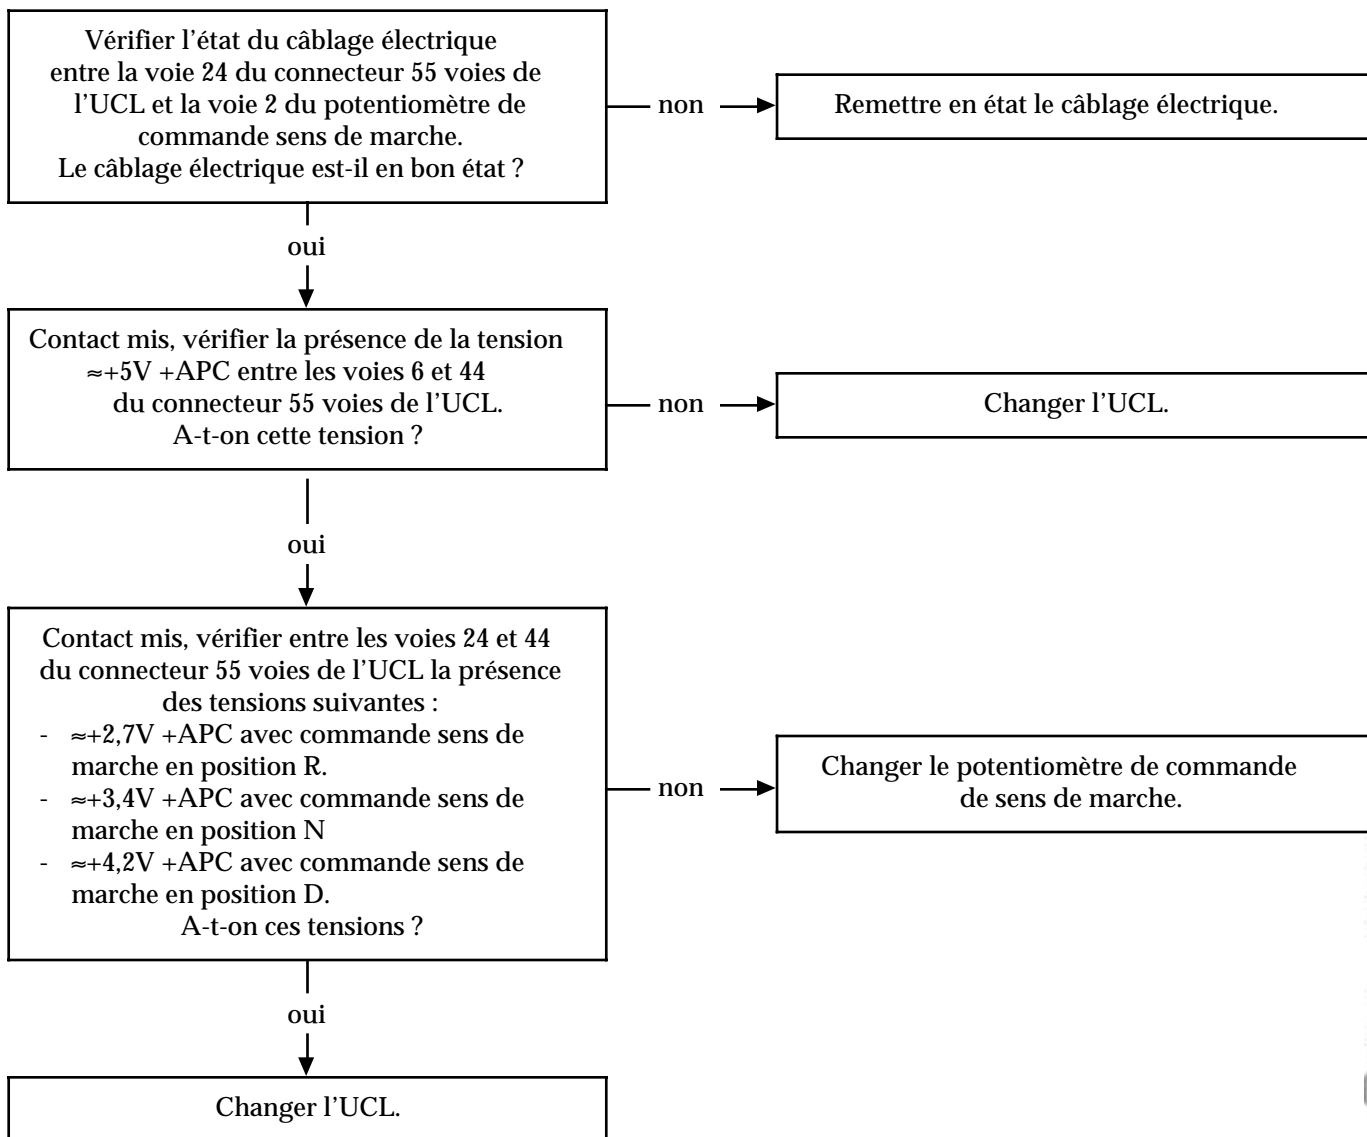 Vérifier l’état du câblage électrique
entre la voie 24 du connecteur 55 voies de
l’UCL et la voie 2 du potentiomètre de
commande sens de marche.
Le câblage électrique est-il en bon état ?
non
Remettre en état le câblage électrique.
oui
Contact mis, vérifier la présence de la tension
≈+5V +APC entre les voies 6 et 44
du connecteur 55 voies de l’UCL.
A-t-on cette tension ?
non
Changer l’UCL.
oui
Contact mis, vérifier entre les voies 24 et 44
du connecteur 55 voies de l’UCL la présence
des tensions suivantes :
- ≈+2,7V +APC avec commande sens de
marche en position R.
- ≈+3,4V +APC avec commande sens de
marche en position N
- ≈+4,2V +APC avec commande sens de
marche en position D.
A-t-on ces tensions ?
non
Changer le potentiomètre de commande
de sens de marche.
oui
Changer l’UCL.